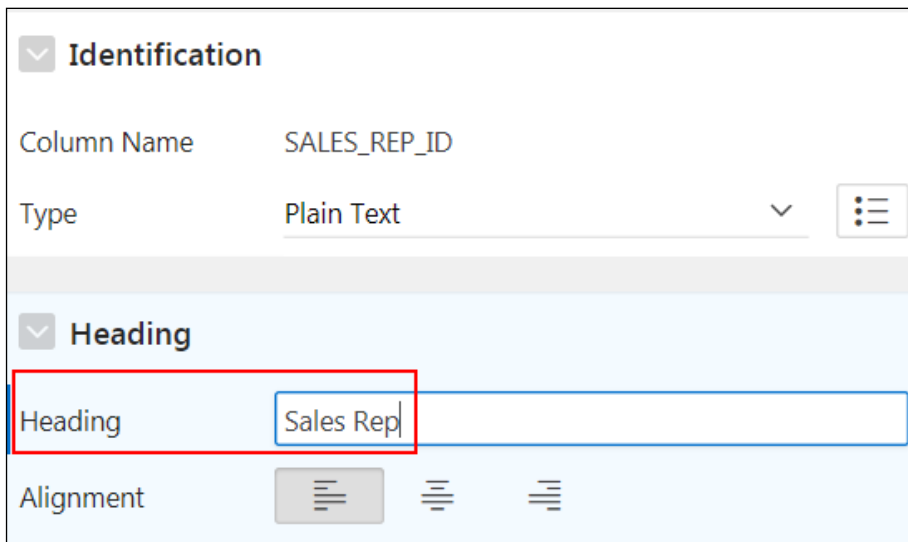 Identification
Column Name SALES_REP_ID
Type Plain Text
Heading
Heading Sales Rep
Alignment